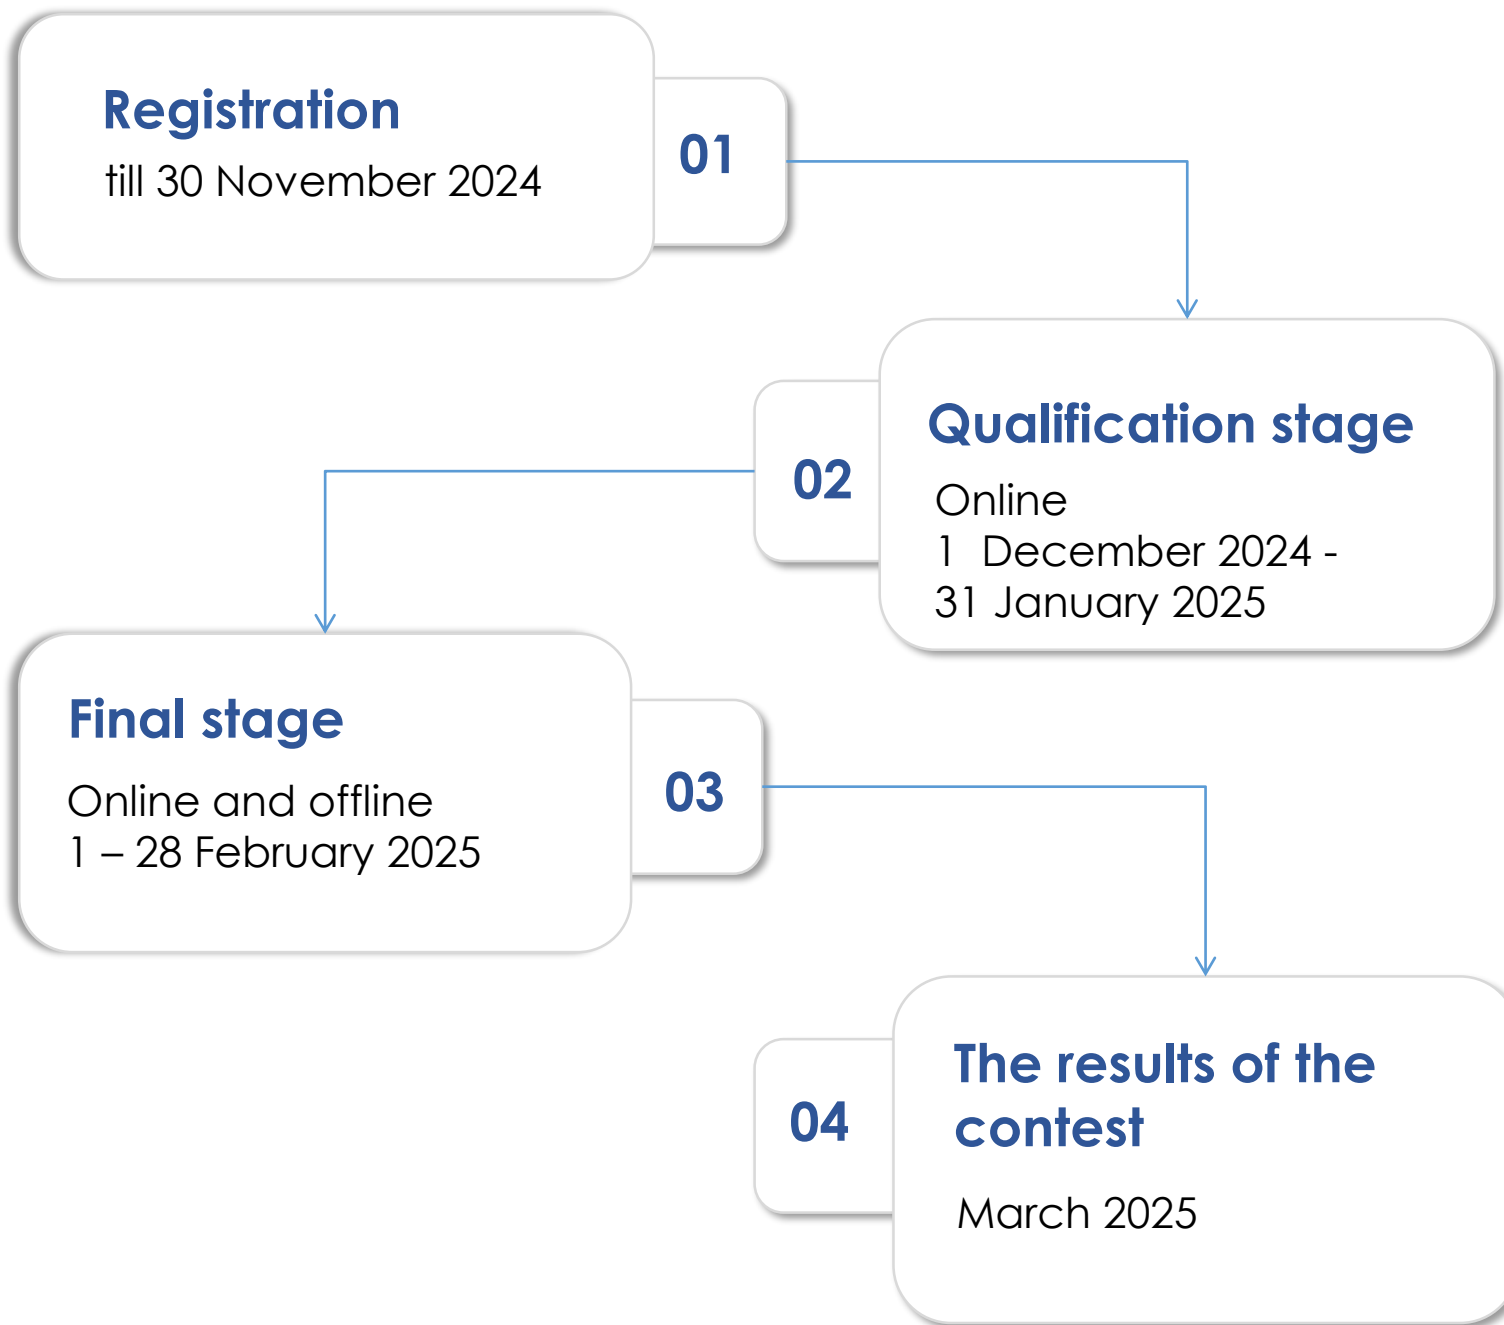 Registration
till 30 November 2024
01
Qualification stage
Online
1 December 2024 -
31 January 2025
02
Final stage
Online and offline
1 – 28 February 2025
03
The results of the
contest
March 2025
04